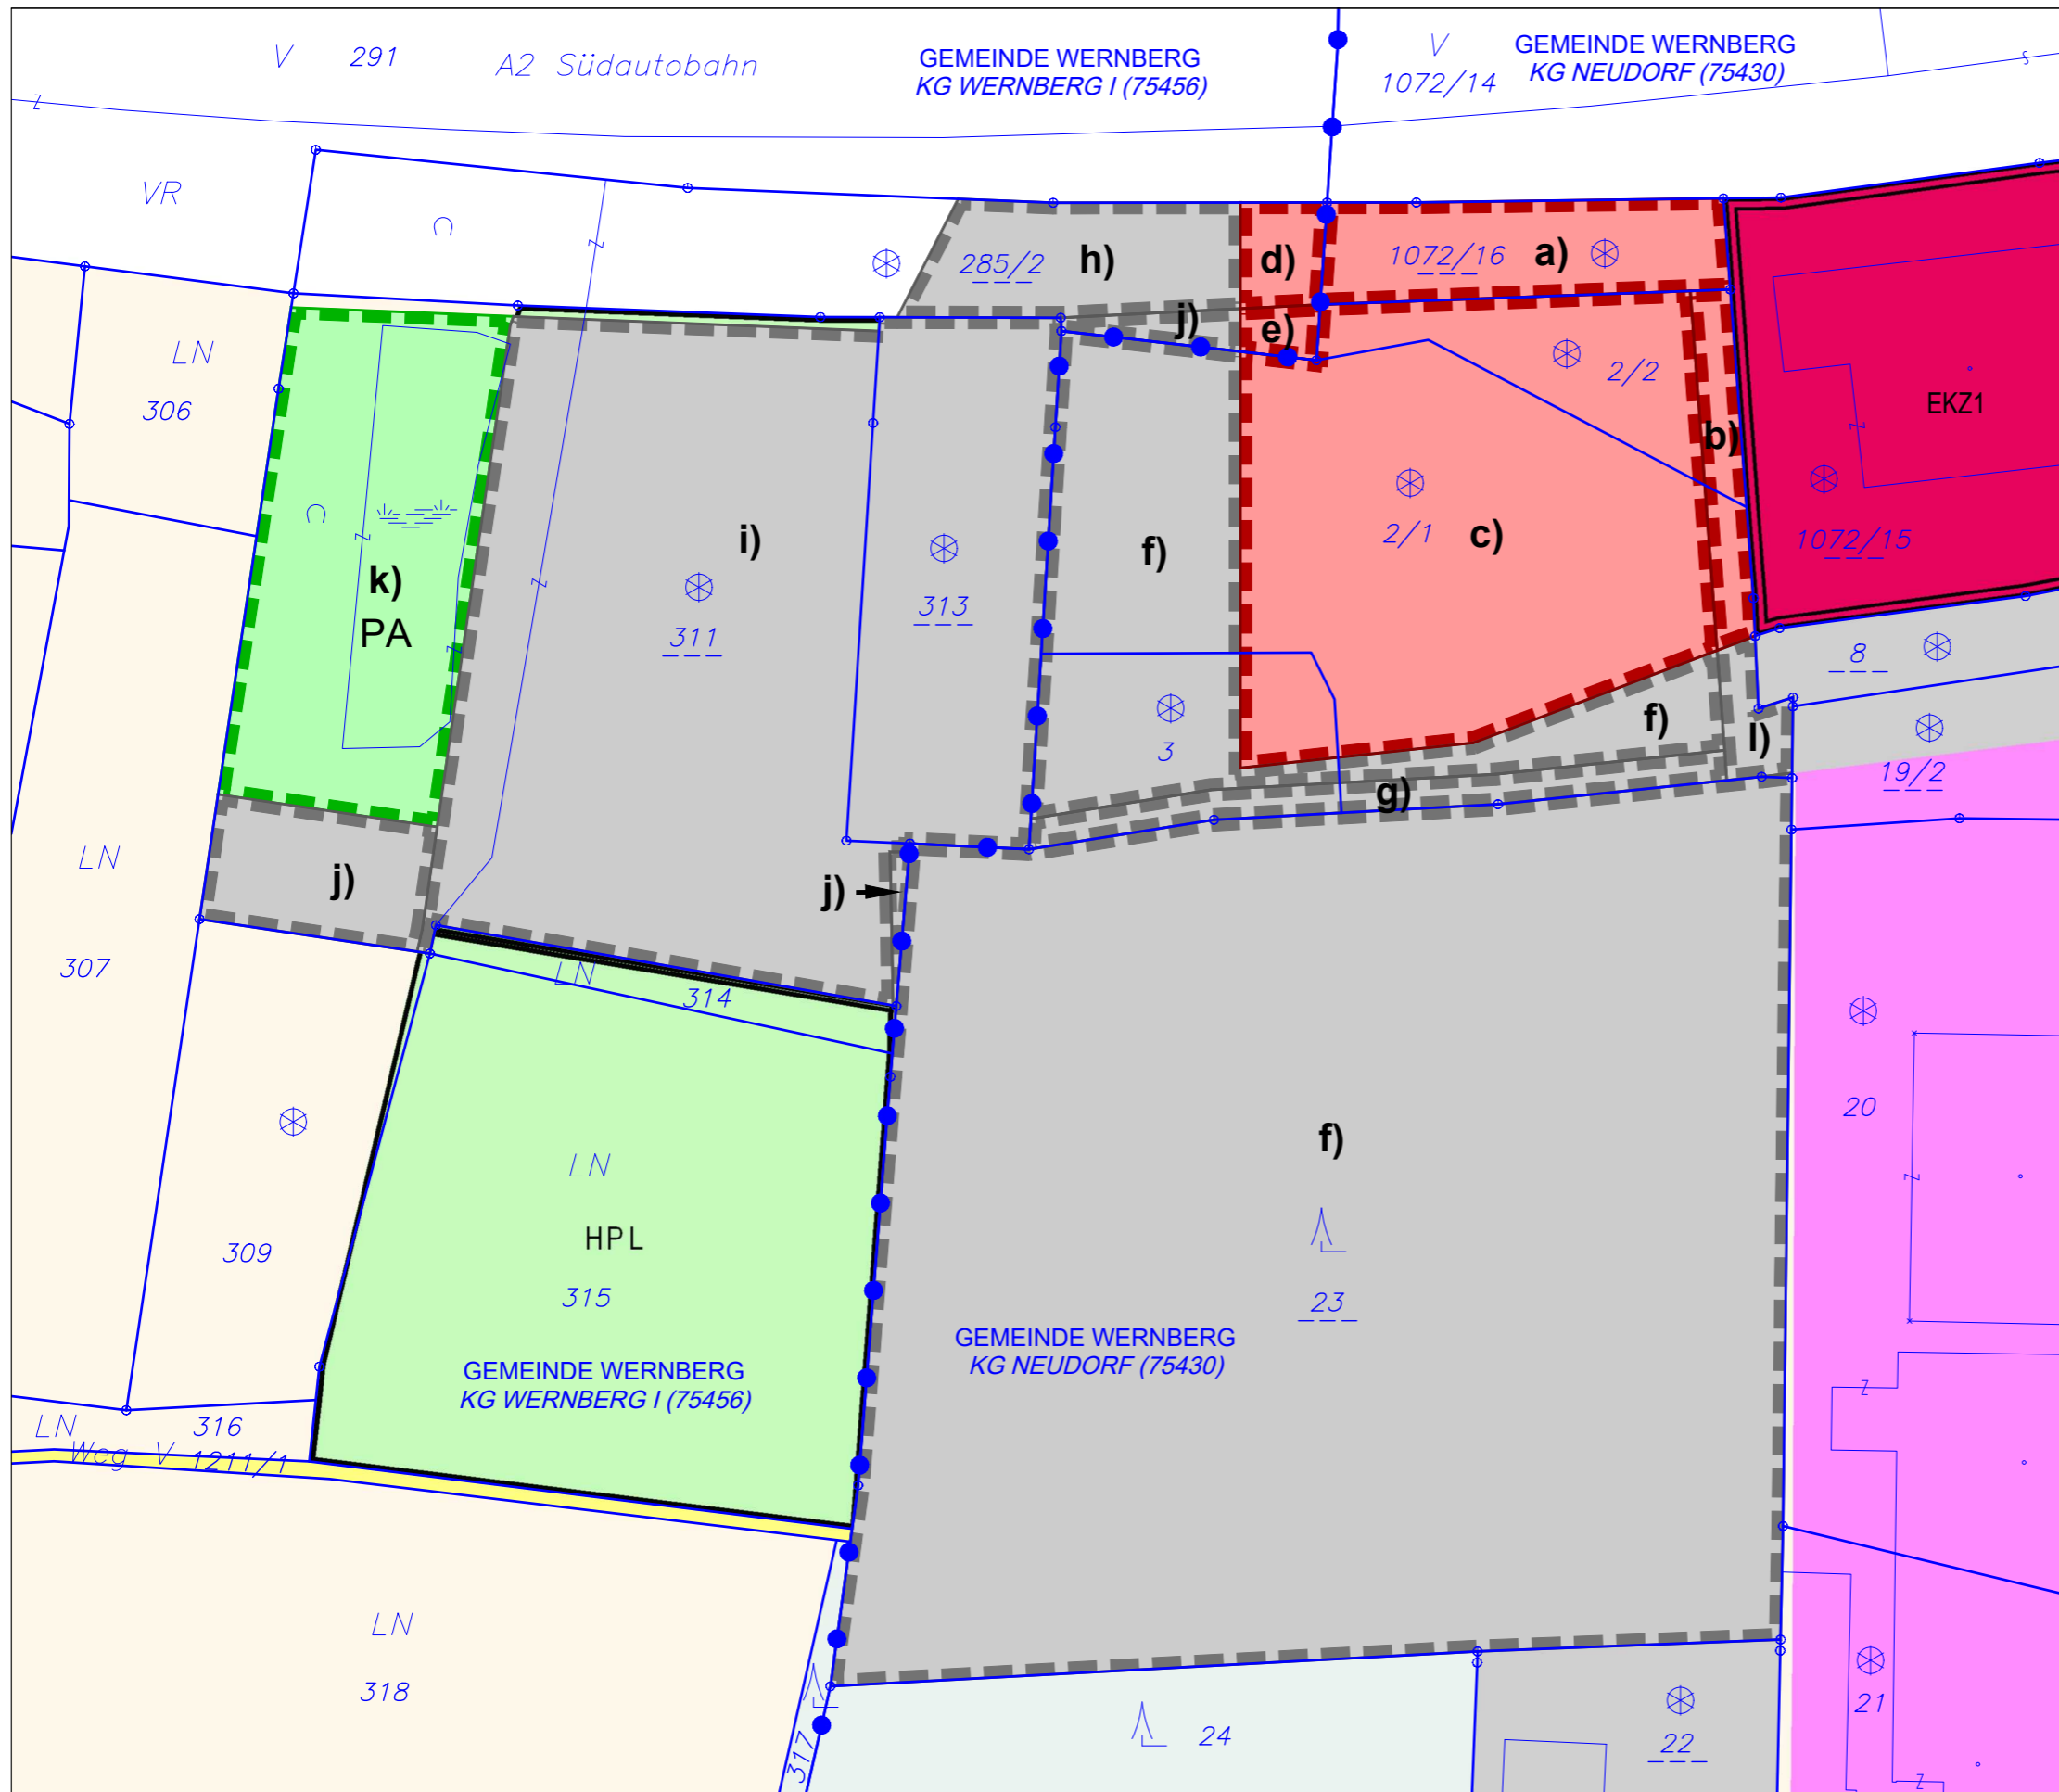 V 291
A2 Südautobahn
GEMEINDE WERNBERG
KG WERNBERG I (75456)
V
1072/14
GEMEINDE WERNBERG
KG NEUDORF (75430)
VR
285/2
h)
d)
1072/16
a)
j)
e)
LN
306
2/2
EKZ1
b)
i)
f)
2/1
c)
1072/15
k)
PA
311
313
8
3
f)
l)
19/2
g)
LN
j)
j)
307
LN
314
20
f)
LN
HPL
309
315
23
GEMEINDE WERNBERG
KG NEUDORF (75430)
GEMEINDE WERNBERG
KG WERNBERG I (75456)
LN
316
Weg V 1211/1
LN
318
317
24
22
21